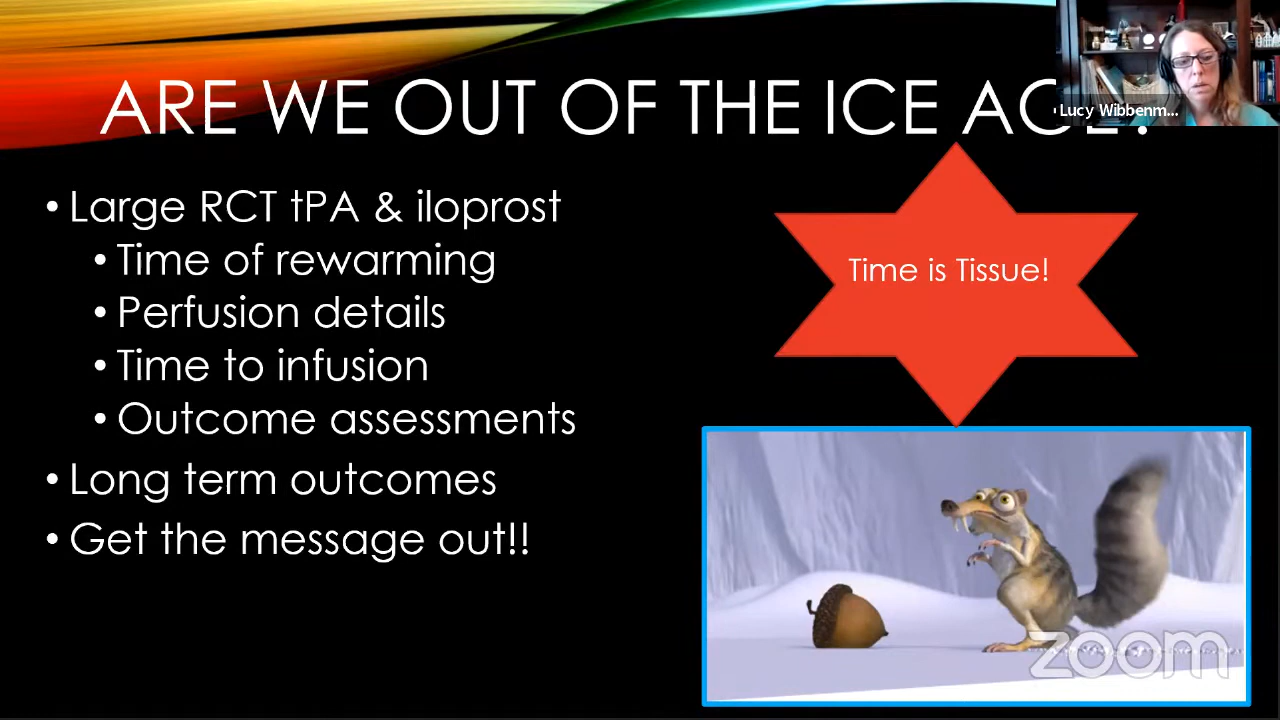 ARE WE OUT OF THE ICE AGE?
Lucy Wibbenm...
• Large RCT tPA & iloprost
• Time of rewarming
• Perfusion details
• Time to infusion
• Outcome assessments
• Long term outcomes
• Get the message out!!
Time is Tissue!
zoom